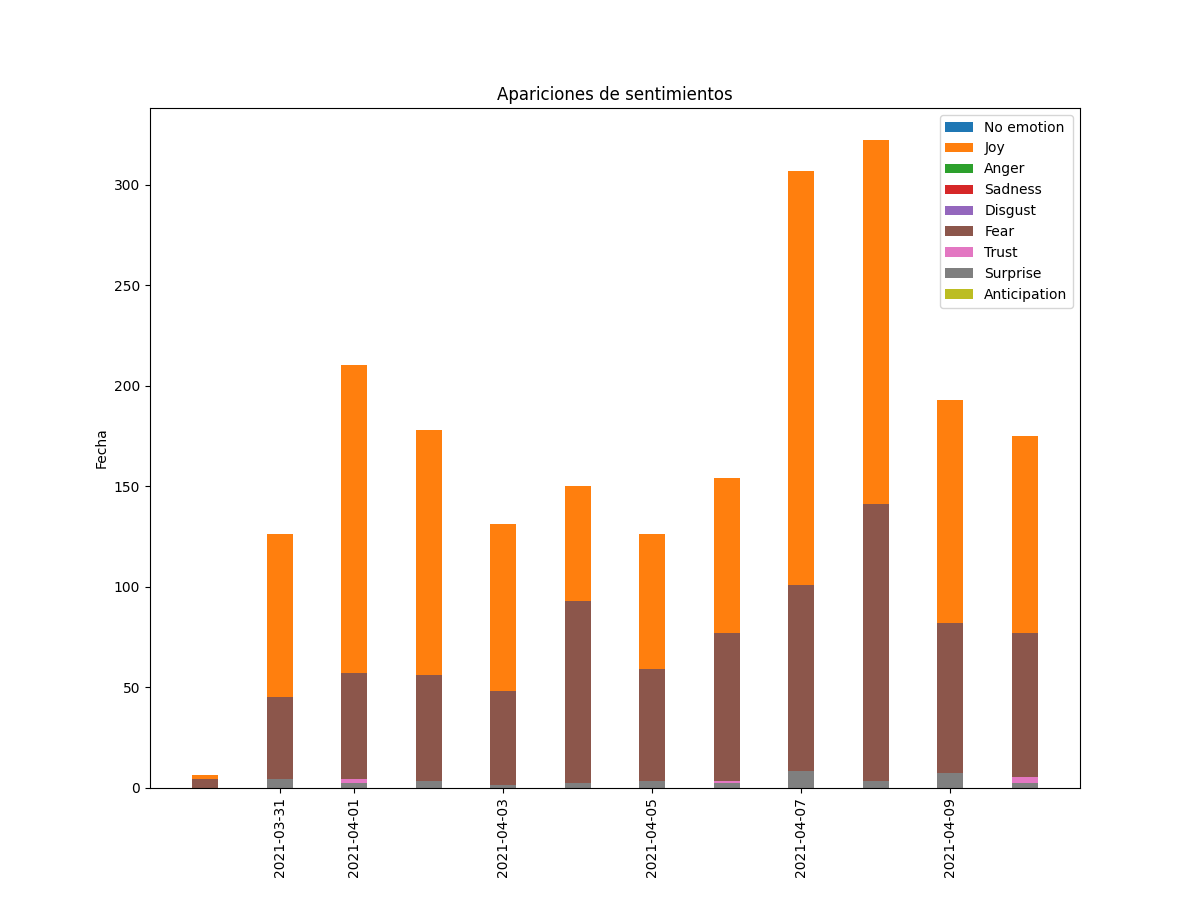 Apariciones de sentimientos
No emotion
Joy
Anger
Sadness
Disgust
Fear
Trust
Surprise
Anticipation
Fecha
300
250
200
150
100
50
0
2021-03-31
2021-04-01
2021-04-03
2021-04-05
2021-04-07
2021-04-09